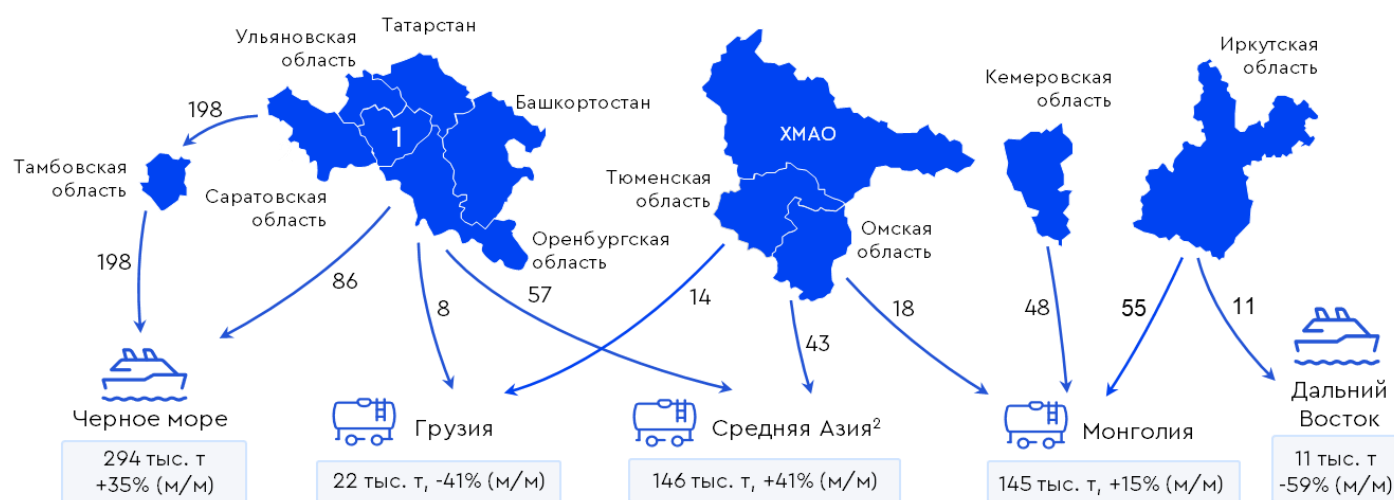 Татарстан
Ульяновская
область
Иркутская
область
Кемеровская
область
Башкортостан
198
1
ХМАО
Тамбовская
область
Саратовская
область
Тюменская
область
Оренбургская
область
Омская
область
198
86
8
57
14
43
18
48
55
11
Черное море
294 тыс. т
+35% (м/м)
Грузия
22 тыс. т, -41% (м/м)
Средняя Азия²
146 тыс. т, +41% (м/м)
Монголия
145 тыс. т, +15% (м/м)
Дальний
Восток
11 тыс. т
-59% (м/м)